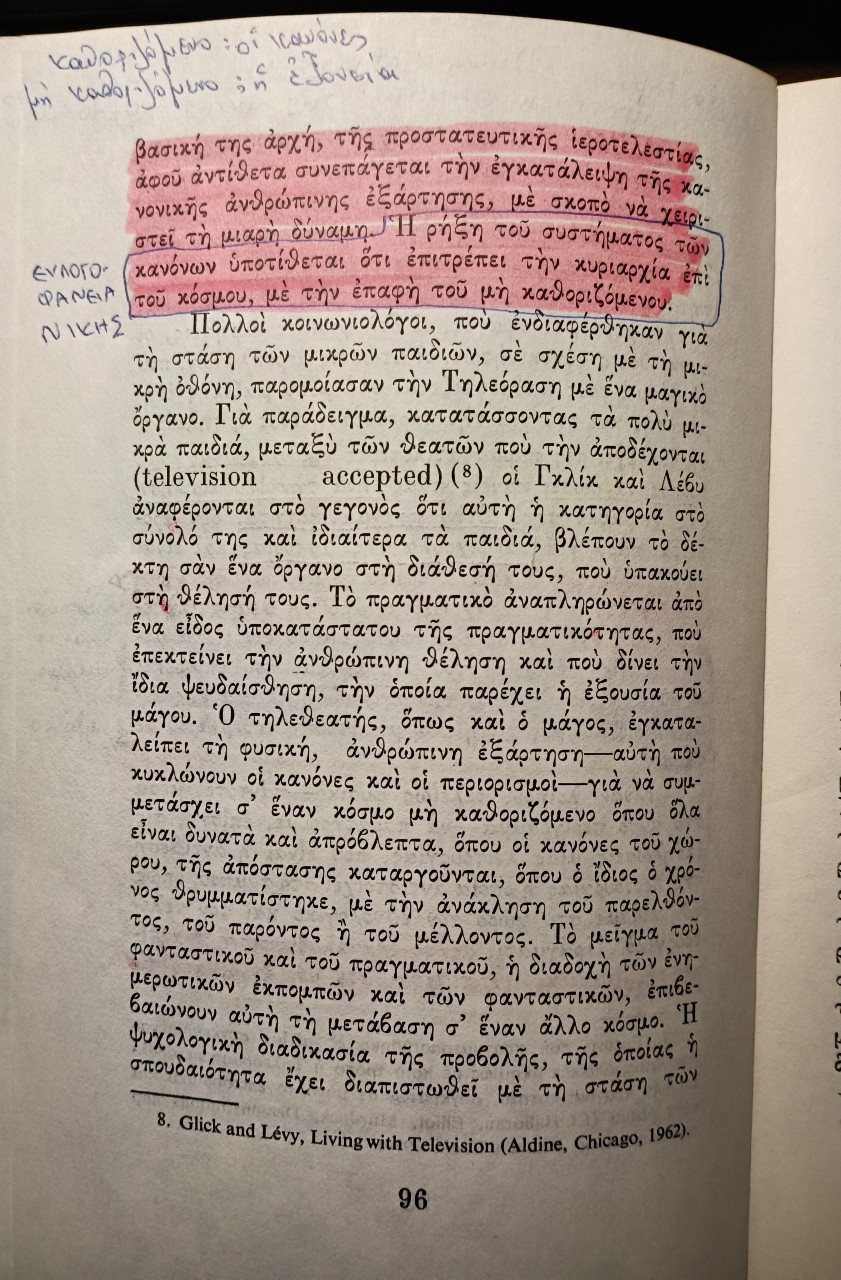 καθοριζόμενο : οἱ κανόνες
μὴ καθοριζόμενο : ἡ ἐξουσία
βασική της ἀρχή, τῆς προστατευτικῆς ἱεροτελεστίας,
ἀφοῦ ἀντίθετα συνεπάγεται τὴν ἐγκατάλειψη τῆς κα-
νονικῆς ἀνθρώπινης ἐξάρτησης, μὲ σκοπὸ νὰ χειρι-
στεῖ τὴ μιαρὴ δύναμη. Ἡ ρήξη τοῦ συστήματος τῶν
κανόνων ὑποτίθεται ὅτι ἐπιτρέπει τὴν κυριαρχία ἐπὶ
τοῦ κόσμου, μὲ τὴν ἐπαφὴ τοῦ μὴ καθοριζόμενου.
ΕΥΛΟΓΟ-
ΦΑΝΕΙΑ
ΝΙΚΗΣ
Πολλοὶ κοινωνιολόγοι, ποὺ ἐνδιαφέρθηκαν γιὰ
τὴ στάση τῶν μικρῶν παιδιῶν, σὲ σχέση μὲ τὴ μι-
κρὴ ὀθόνη, παρομοίασαν τὴν Τηλεόραση μὲ ἕνα μαγικὸ
ὄργανο. Γιὰ παράδειγμα, κατατάσσοντας τὰ πολὺ μι-
κρὰ παιδιά, μεταξὺ τῶν θεατῶν ποὺ τὴν ἀποδέχονται
(television accepted) (⁸) οἱ Γκλίκ καὶ Λέβυ
ἀναφέρονται στὸ γεγονὸς ὅτι αὐτὴ ἡ κατηγορία στὸ
σύνολό της καὶ ἰδιαίτερα τὰ παιδιά, βλέπουν τὸ δέ-
κτη σὰν ἕνα ὄργανο στὴ διάθεσή τους, ποὺ ὑπακούει
στὴ θέλησή τους. Τὸ πραγματικὸ ἀναπληρώνεται ἀπὸ
ἕνα εἶδος ὑποκατάστατου τῆς πραγματικότητας, ποὺ
ἐπεκτείνει τὴν ἀνθρώπινη θέληση καὶ ποὺ δίνει τὴν
ἴδια ψευδαίσθηση, τὴν ὁποία παρέχει ἡ ἐξουσία τοῦ
μάγου. Ὁ τηλεθεατής, ὅπως καὶ ὁ μάγος, ἐγκατα-
λείπει τὴ φυσική, ἀνθρώπινη ἐξάρτηση—αὐτὴ ποὺ
κυκλώνουν οἱ κανόνες καὶ οἱ περιορισμοὶ—γιὰ νὰ συμ-
μετάσχει σ' ἕναν κόσμο μὴ καθοριζόμενο ὅπου ὅλα
εἶναι δυνατὰ καὶ ἀπρόβλεπτα, ὅπου οἱ κανόνες τοῦ χώ-
ρου, τῆς ἀπόστασης καταργοῦνται, ὅπου ὁ ἴδιος ὁ χρό-
νος θρυμματίστηκε, μὲ τὴν ἀνάκληση τοῦ παρελθόν-
τος, τοῦ παρόντος ἢ τοῦ μέλλοντος. Τὸ μεῖγμα τοῦ
φανταστικοῦ καὶ τοῦ πραγματικοῦ, ἡ διαδοχὴ τῶν ἐνη-
μερωτικῶν ἐκπομπῶν καὶ τῶν φανταστικῶν, ἐπιβε-
βαιώνουν αὐτὴ τὴ μετάβαση σ' ἕναν ἄλλο κόσμο. Ἡ
ψυχολογικὴ διαδικασία τῆς προβολῆς, τῆς ὁποίας ἡ
σπουδαιότητα ἔχει διαπιστωθεῖ μὲ τὴ στάση τῶν
8. Glick and Lévy, Living with Television (Aldine, Chicago, 1962).
96